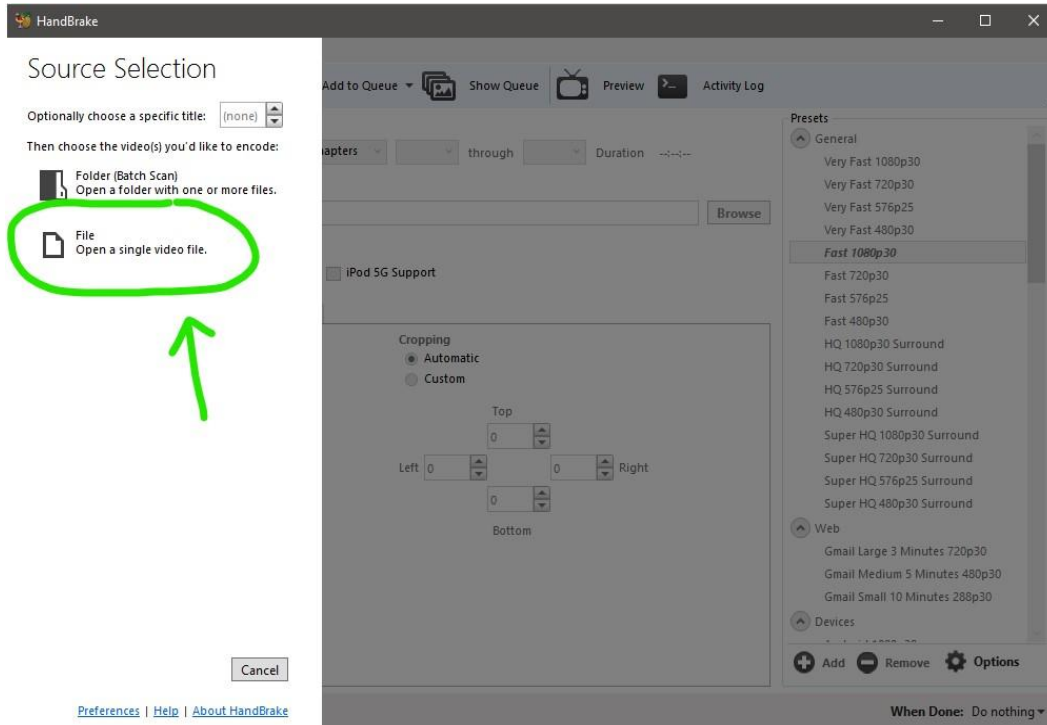 HandBrake
Source Selection
Optionally choose a specific title: (none)
Then choose the video(s) you'd like to encode:
Folder (Batch Scan)
Open a folder with one or more files.
File
Open a single video file.
Cancel
Preferences | Help | About HandBrake
Add to Queue Show Queue Preview Activity Log
apters through Duration --:--:--
Browse
iPod 5G Support
Cropping
Automatic
Custom
Top
0
Left 0 0 Right
0
Bottom
Presets
General
Very Fast 1080p30
Very Fast 720p30
Very Fast 576p25
Very Fast 480p30
Fast 1080p30
Fast 720p30
Fast 576p25
Fast 480p30
HQ 1080p30 Surround
HQ 720p30 Surround
HQ 576p25 Surround
HQ 480p30 Surround
Super HQ 1080p30 Surround
Super HQ 720p30 Surround
Super HQ 576p25 Surround
Super HQ 480p30 Surround
Web
Gmail Large 3 Minutes 720p30
Gmail Medium 5 Minutes 480p30
Gmail Small 10 Minutes 288p30
Devices
Add Remove Options
When Done: Do nothing